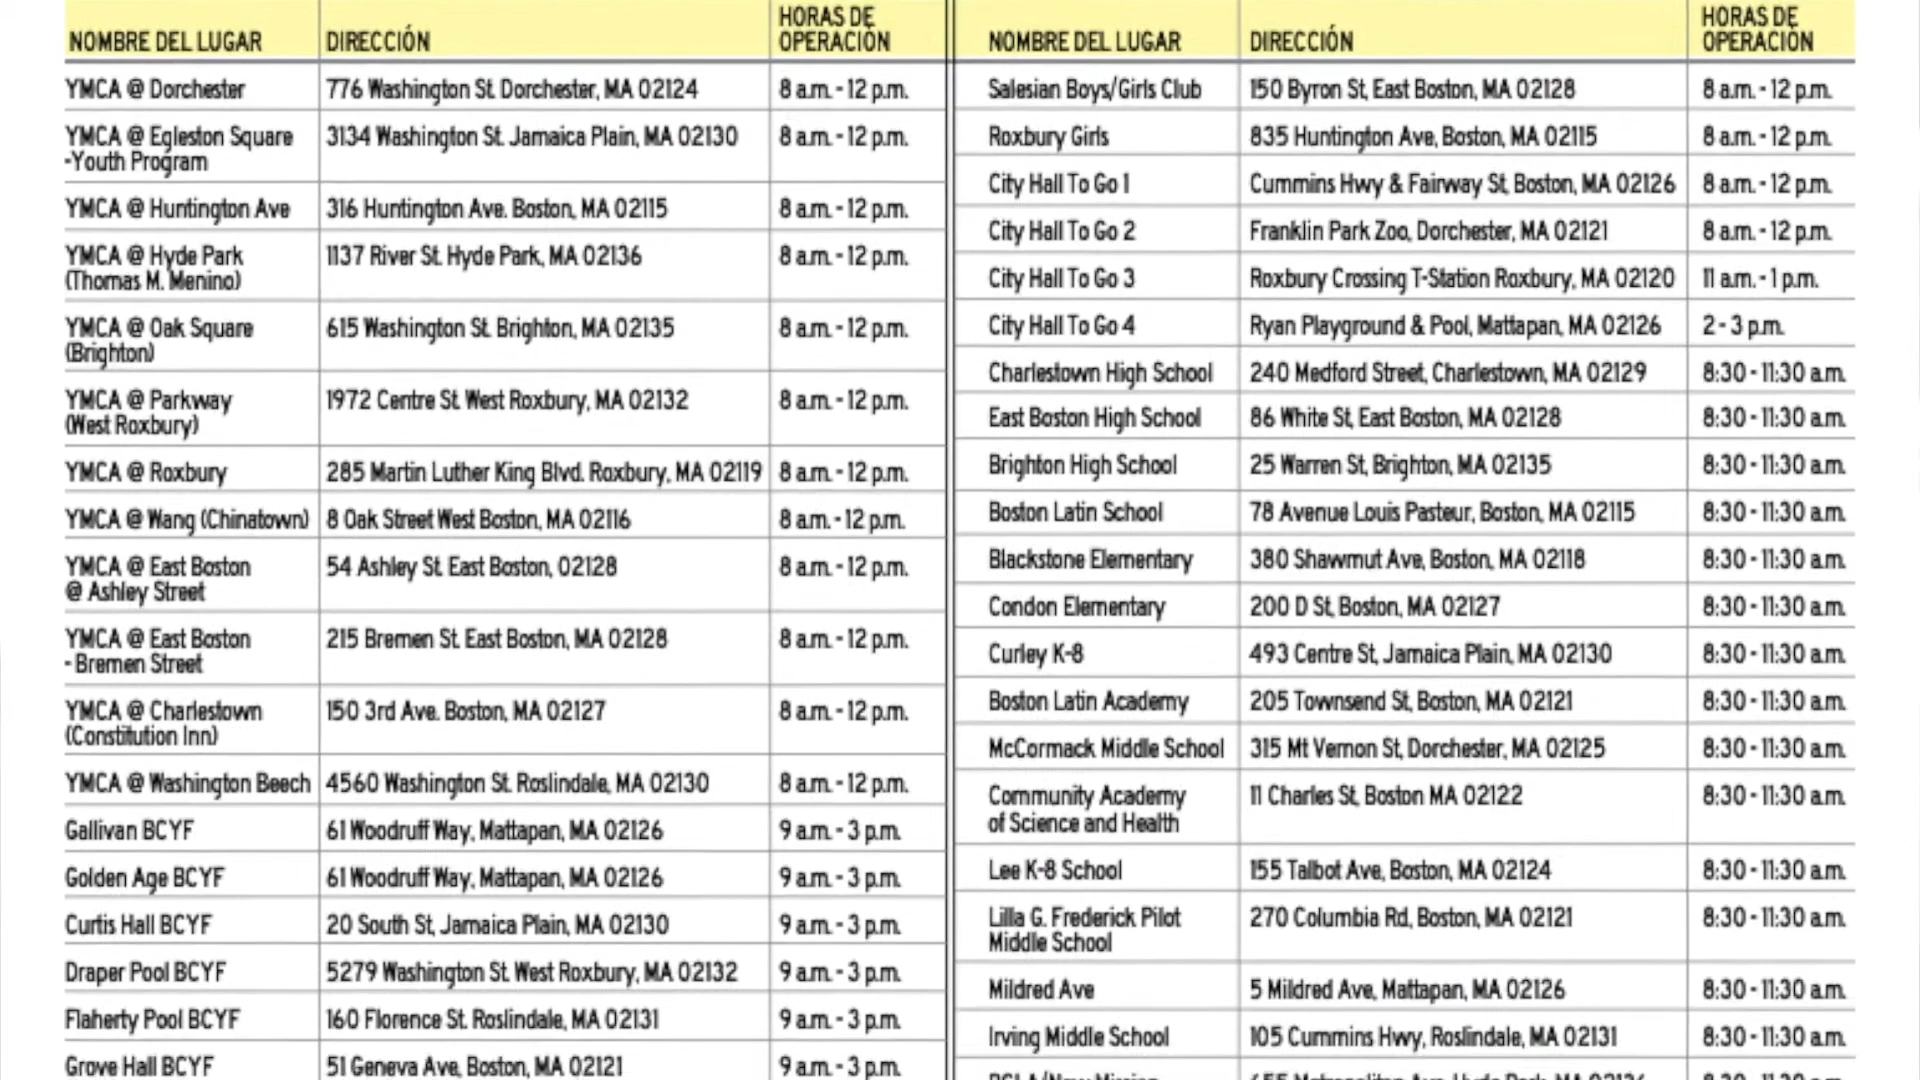 NOMBRE DEL LUGAR DIRECCIÓN HORAS DE OPERACIÓN
YMCA @ Dorchester 776 Washington St. Dorchester, MA 02124 8 a.m. - 12 p.m.
YMCA @ Egleston Square 3134 Washington St. Jamaica Plain, MA 02130 8 a.m. - 12 p.m.
-Youth Program
YMCA @ Huntington Ave 316 Huntington Ave. Boston, MA 02115 8 a.m. - 12 p.m.
YMCA @ Hyde Park 1137 River St. Hyde Park, MA 02136 8 a.m. - 12 p.m.
(Thomas M. Menino)
YMCA @ Oak Square 615 Washington St. Brighton, MA 02135 8 a.m. - 12 p.m.
(Brighton)
YMCA @ Parkway 1972 Centre St. West Roxbury, MA 02132 8 a.m. - 12 p.m.
(West Roxbury)
YMCA @ Roxbury 285 Martin Luther King Blvd. Roxbury, MA 02119 8 a.m. - 12 p.m.
YMCA @ Wang (Chinatown) 8 Oak Street West Boston, MA 02116 8 a.m. - 12 p.m.
YMCA @ East Boston 54 Ashley St. East Boston, 02128 8 a.m. - 12 p.m.
@ Ashley Street
YMCA @ East Boston 215 Bremen St. East Boston, MA 02128 8 a.m. - 12 p.m.
- Bremen Street
YMCA @ Charlestown 150 3rd Ave. Boston, MA 02127 8 a.m. - 12 p.m.
(Constitution Inn)
YMCA @ Washington Beech 4560 Washington St. Roslindale, MA 02130 8 a.m. - 12 p.m.
Gallivan BCYF 61 Woodruff Way, Mattapan, MA 02126 9 a.m. - 3 p.m.
Golden Age BCYF 61 Woodruff Way, Mattapan, MA 02126 9 a.m. - 3 p.m.
Curtis Hall BCYF 20 South St, Jamaica Plain, MA 02130 9 a.m. - 3 p.m.
Draper Pool BCYF 5279 Washington St. West Roxbury, MA 02132 9 a.m. - 3 p.m.
Flaherty Pool BCYF 160 Florence St. Roslindale, MA 02131 9 a.m. - 3 p.m.
Grove Hall BCYF 51 Geneva Ave, Boston, MA 02121 9 a.m. - 3 p.m.
NOMBRE DEL LUGAR DIRECCIÓN HORAS DE OPERACIÓN
Salesian Boys/Girls Club 150 Byron St, East Boston, MA 02128 8 a.m. - 12 p.m.
Roxbury Girls 835 Huntington Ave, Boston, MA 02115 8 a.m. - 12 p.m.
City Hall To Go 1 Cummins Hwy & Fairway St, Boston, MA 02126 8 a.m. - 12 p.m.
City Hall To Go 2 Franklin Park Zoo, Dorchester, MA 02121 8 a.m. - 12 p.m.
City Hall To Go 3 Roxbury Crossing T-Station Roxbury, MA 02120 11 a.m. - 1 p.m.
City Hall To Go 4 Ryan Playground & Pool, Mattapan, MA 02126 2 - 3 p.m.
Charlestown High School 240 Medford Street, Charlestown, MA 02129 8:30 - 11:30 a.m.
East Boston High School 86 White St, East Boston, MA 02128 8:30 - 11:30 a.m.
Brighton High School 25 Warren St, Brighton, MA 02135 8:30 - 11:30 a.m.
Boston Latin School 78 Avenue Louis Pasteur, Boston, MA 02115 8:30 - 11:30 a.m.
Blackstone Elementary 380 Shawmut Ave, Boston, MA 02118 8:30 - 11:30 a.m.
Condon Elementary 200 D St, Boston, MA 02127 8:30 - 11:30 a.m.
Curley K-8 493 Centre St, Jamaica Plain, MA 02130 8:30 - 11:30 a.m.
Boston Latin Academy 205 Townsend St, Boston, MA 02121 8:30 - 11:30 a.m.
McCormack Middle School 315 Mt Vernon St, Dorchester, MA 02125 8:30 - 11:30 a.m.
Community Academy 11 Charles St, Boston MA 02122 8:30 - 11:30 a.m.
of Science and Health
Lee K-8 School 155 Talbot Ave, Boston, MA 02124 8:30 - 11:30 a.m.
Lilla G. Frederick Pilot 270 Columbia Rd, Boston, MA 02121 8:30 - 11:30 a.m.
Middle School
Mildred Ave 5 Mildred Ave, Mattapan, MA 02126 8:30 - 11:30 a.m.
Irving Middle School 105 Cummins Hwy, Roslindale, MA 02131 8:30 - 11:30 a.m.